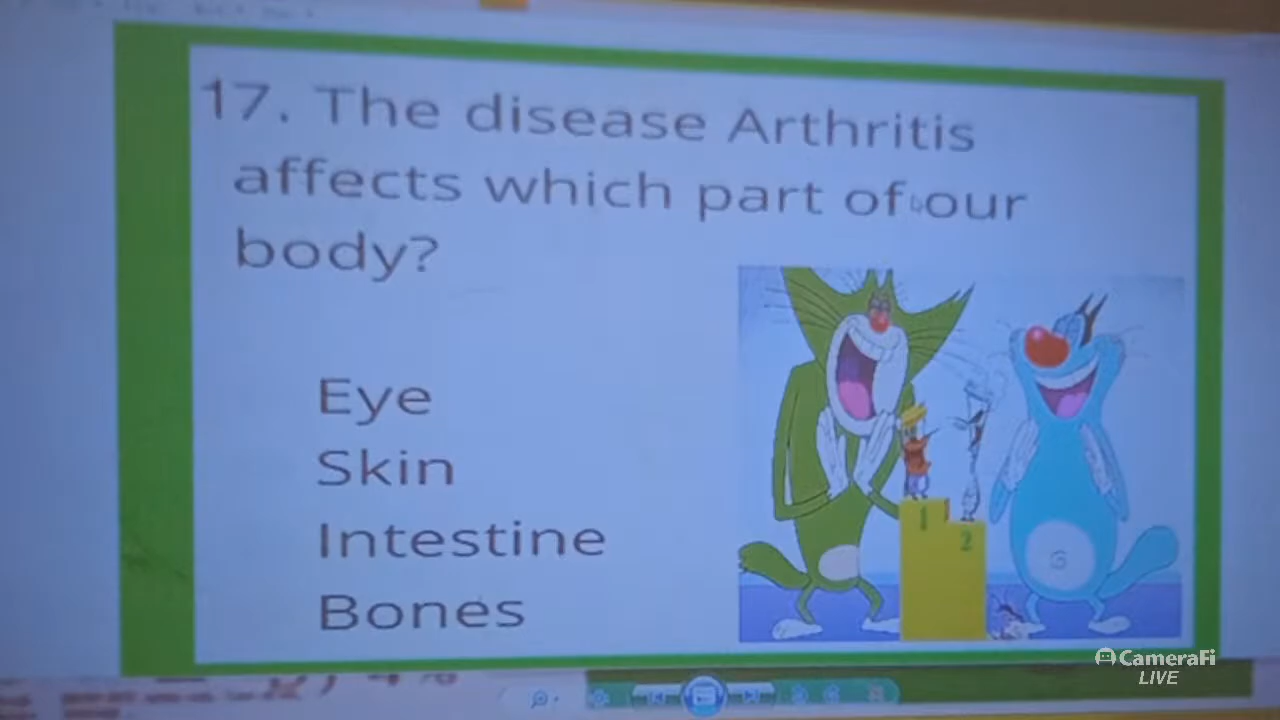 17. The disease Arthritis
affects which part of our
body?
Eye
Skin
Intestine
Bones
1
2
CameraFi
LIVE